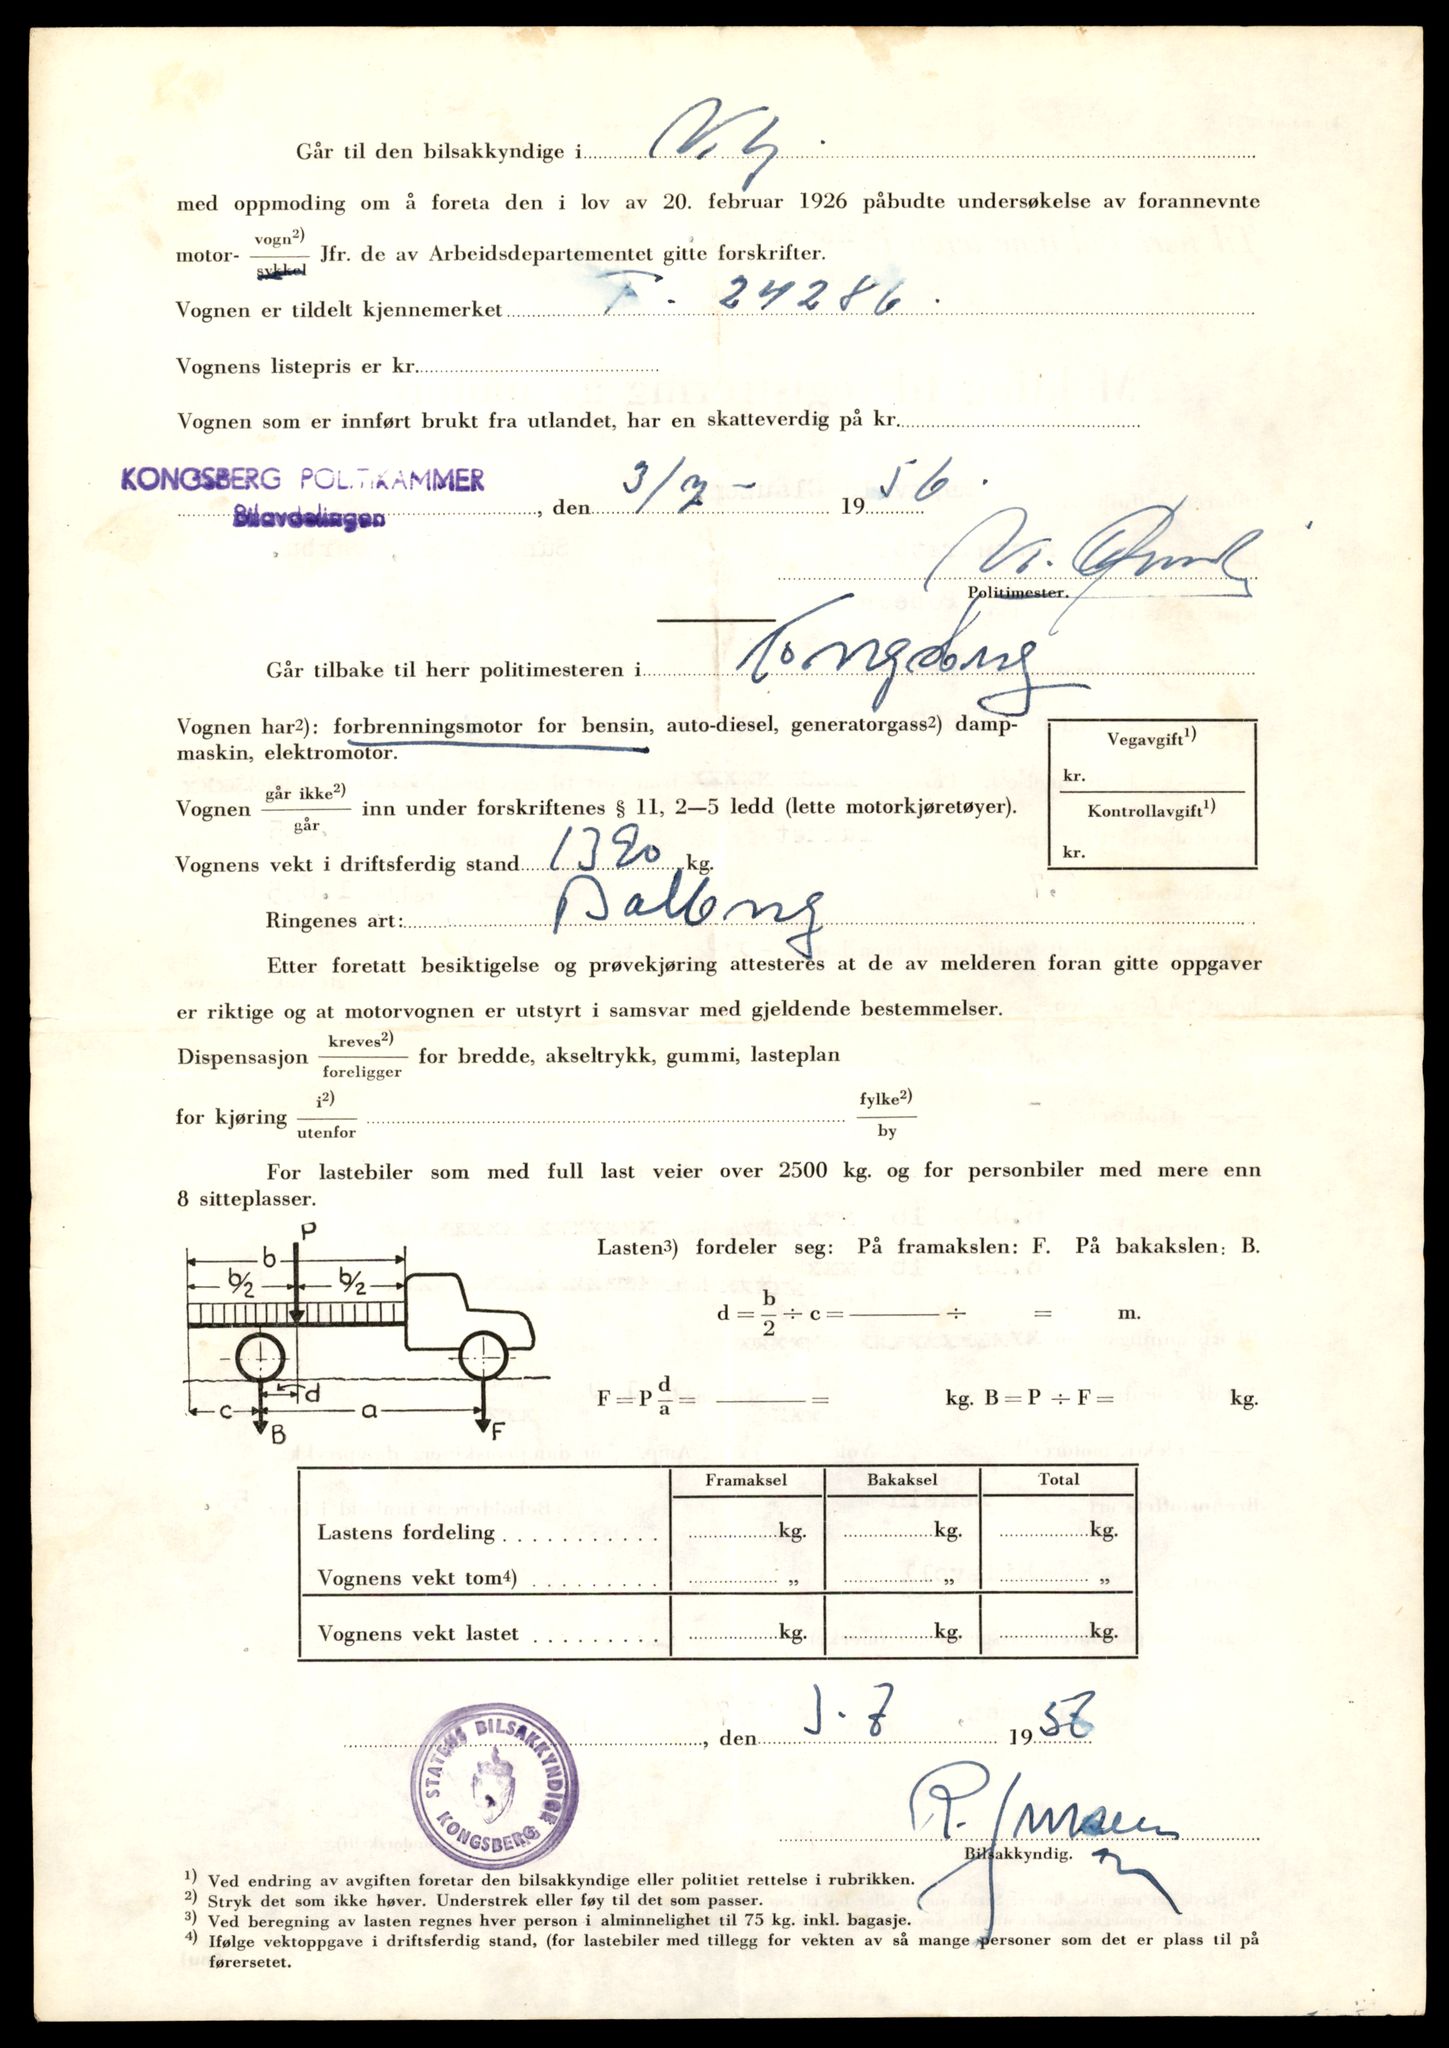 Går til den bilsakkyndige i
med oppmoding om å foreta den i lov av 20. februar 1926 påbudte undersøkelse av forannevnte
motor- vogn2) sykkel Jfr. de av Arbeidsdepartementet gitte forskrifter.
Vognen er tildelt kjennemerket F. 24286.
Vognens listepris er kr.
Vognen som er innført brukt fra utlandet, har en skatteverdig på kr.
KONGSBERG POLITIKAMMER
Bilavdelingen , den 3/7- 1956.
Politimester.
Går tilbake til herr politimesteren i Kongsberg
Vognen har2): forbrenningsmotor for bensin, auto-diesel, generatorgass2) damp-
maskin, elektromotor.
Vegavgift1)
kr.
Kontrollavgift1)
kr.
Vognen går ikke2) går inn under forskriftenes § 11, 2—5 ledd (lette motorkjøretøyer).
Vognens vekt i driftsferdig stand 1320 kg.
Ringenes art: Ballong
Etter foretatt besiktigelse og prøvekjøring attesteres at de av melderen foran gitte oppgaver
er riktige og at motorvognen er utstyrt i samsvar med gjeldende bestemmelser.
Dispensasjon kreves2) foreligger for bredde, akseltrykk, gummi, lasteplan
for kjøring i2) utenfor fylke2) by
For lastebiler som med full last veier over 2500 kg. og for personbiler med mere enn
8 sitteplasser.
P
b
b/2 b/2
d
c a
B F
Lasten3) fordeler seg: På framakslen: F. På bakakslen: B.
d = b/2 ÷ c = ÷ = m.
F = P d/a = = kg. B = P ÷ F = kg.
Framaksel Bakaksel Total
Lastens fordeling . . . . . . . . . . . kg. kg. kg.
Vognens vekt tom4) . . . . . . . . . „ „ „
Vognens vekt lastet . . . . . . . . . kg. kg. kg.
, den 3.7 1956
STATENS BILSAKKYNDIGE
KONGSBERG
Bilsakkyndig.
1) Ved endring av avgiften foretar den bilsakkyndige eller politiet rettelse i rubrikken.
2) Stryk det som ikke høver. Understrek eller føy til det som passer.
3) Ved beregning av lasten regnes hver person i alminnelighet til 75 kg. inkl. bagasje.
4) Ifølge vektoppgave i driftsferdig stand, (for lastebiler med tillegg for vekten av så mange personer som det er plass til på
førersetet.